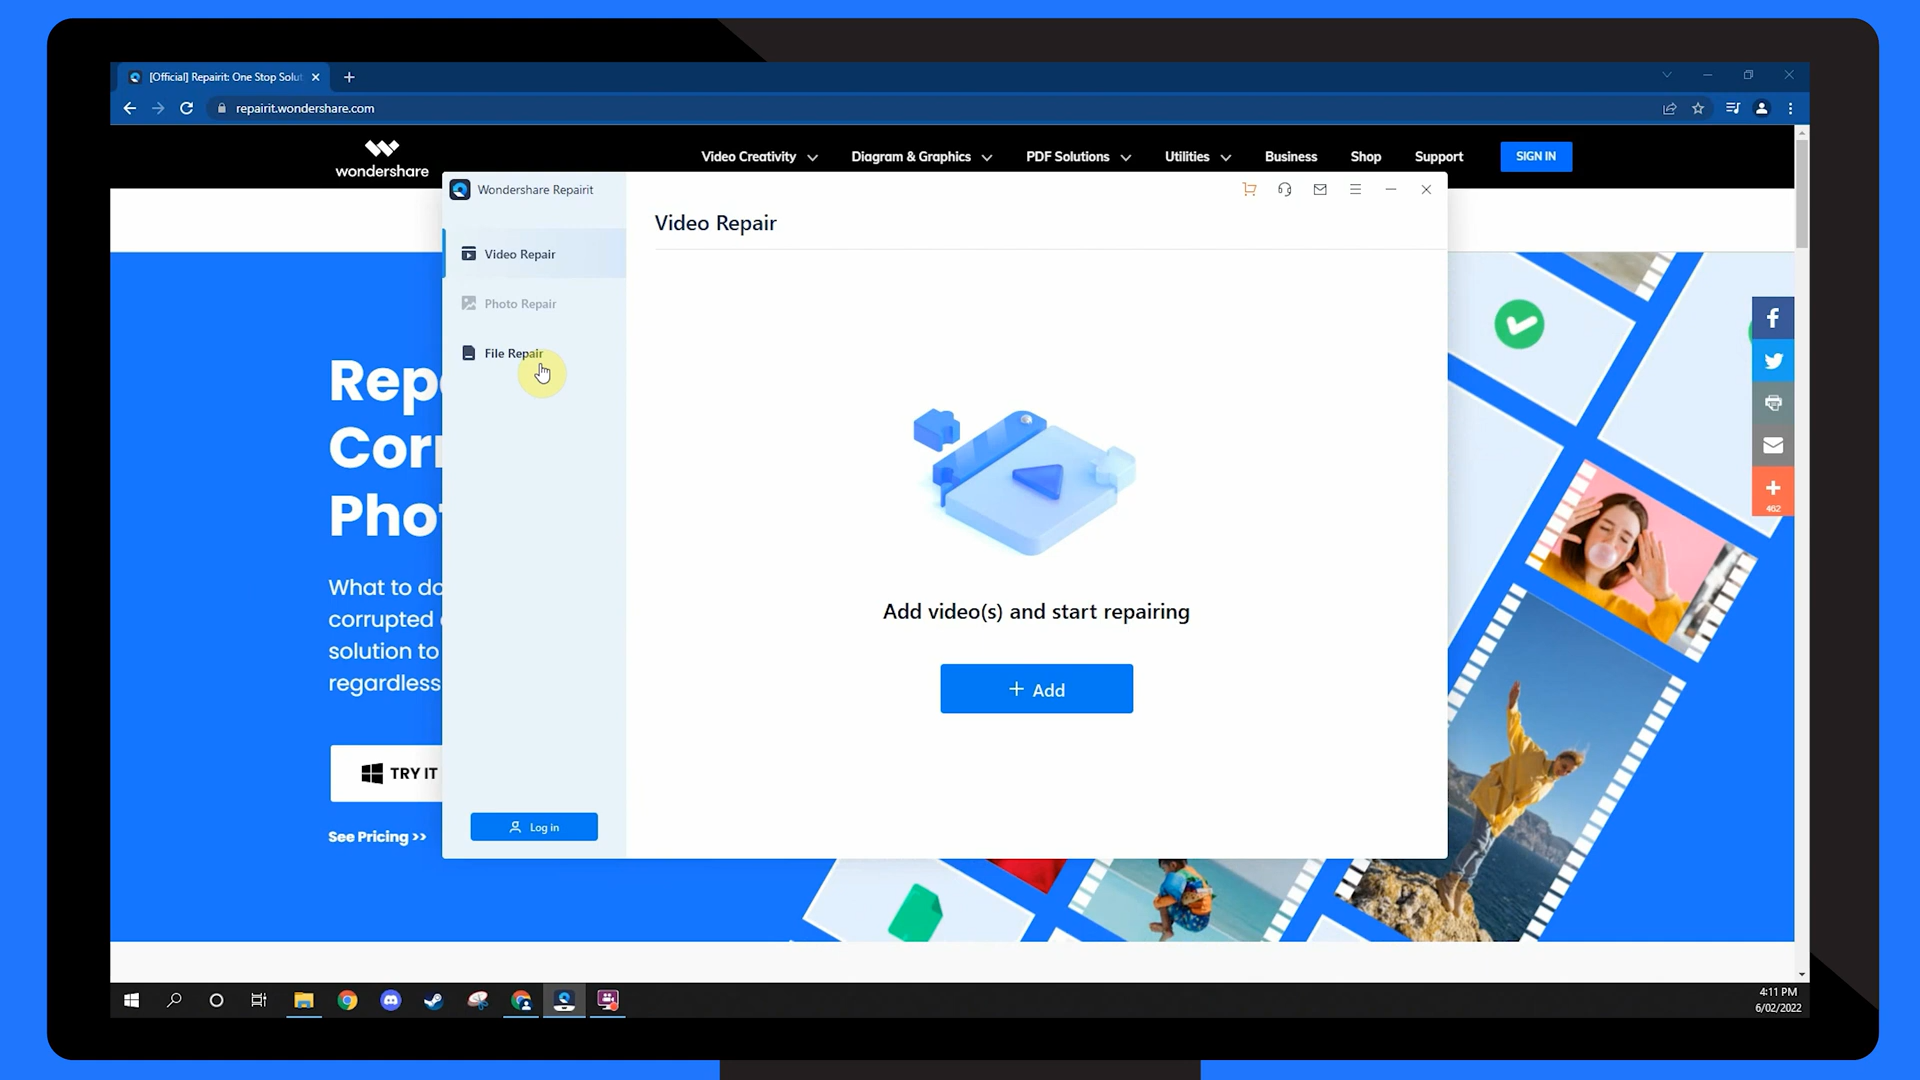 [Official] Repairit: One Stop Solut
repairit.wondershare.com
wondershare
Video Creativity
Diagram & Graphics
PDF Solutions
Utilities
Business
Shop
Support
SIGN IN
Wondershare Repairit
Video Repair
Video Repair
Photo Repair
File Repair
Rep
Corr
Phot
What to do
corrupted
solution to
regardless
TRY IT
See Pricing >>
Add video(s) and start repairing
+ Add
Log in
462
4:11 PM
6/02/2022